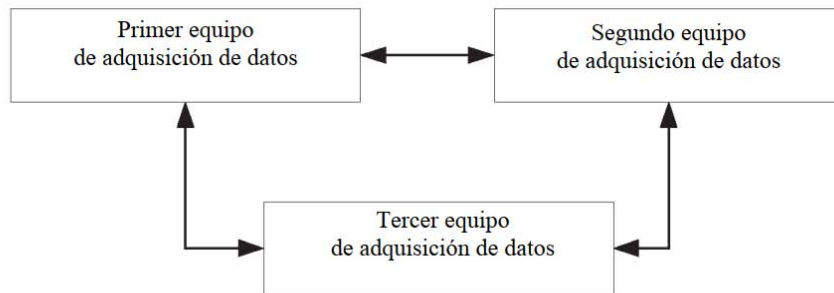 Primer equipo
de adquisición de datos
Segundo equipo
de adquisición de datos
Tercer equipo
de adquisición de datos